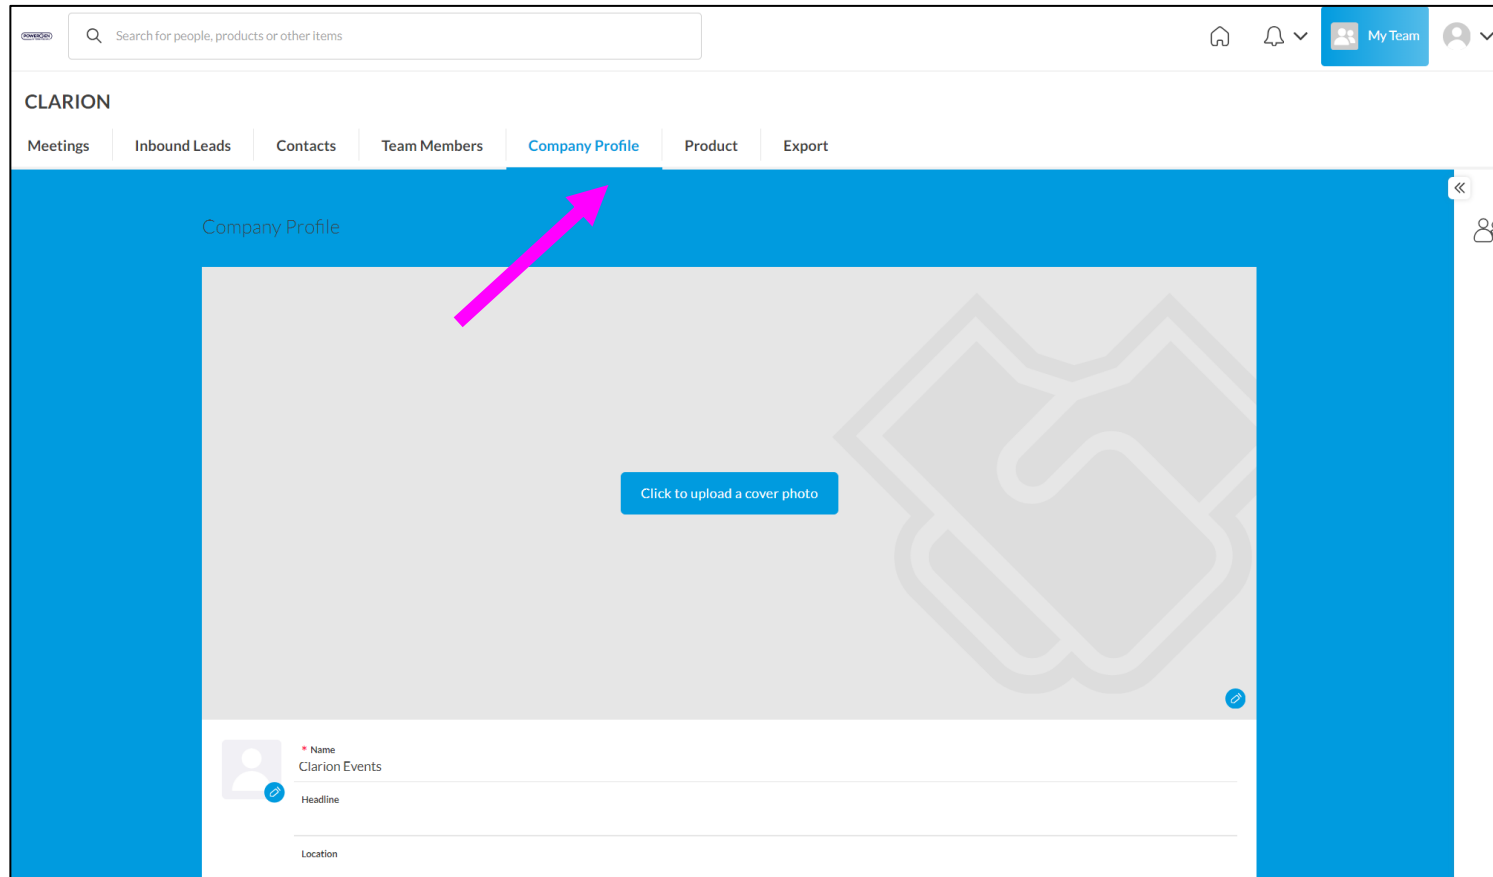 POWERGEN
Search for people, products or other items
My Team
CLARION
Meetings
Inbound Leads
Contacts
Team Members
Company Profile
Product
Export
Company Profile
Click to upload a cover photo
* Name
Clarion Events
Headline
Location